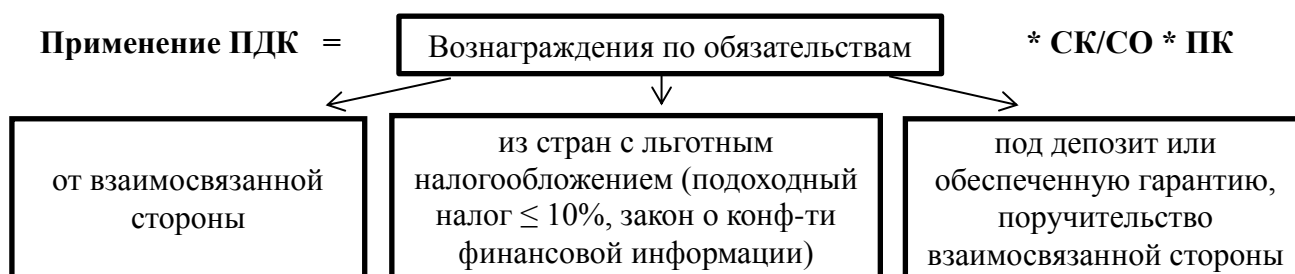 Применение ПДК = Вознаграждения по обязательствам * СК/СО * ПК
от взаимосвязанной
стороны
из стран с льготным
налогообложением (подоходный
налог ≤ 10%, закон о конф-ти
финансовой информации)
под депозит или
обеспеченную гарантию,
поручительство
взаимосвязанной стороны